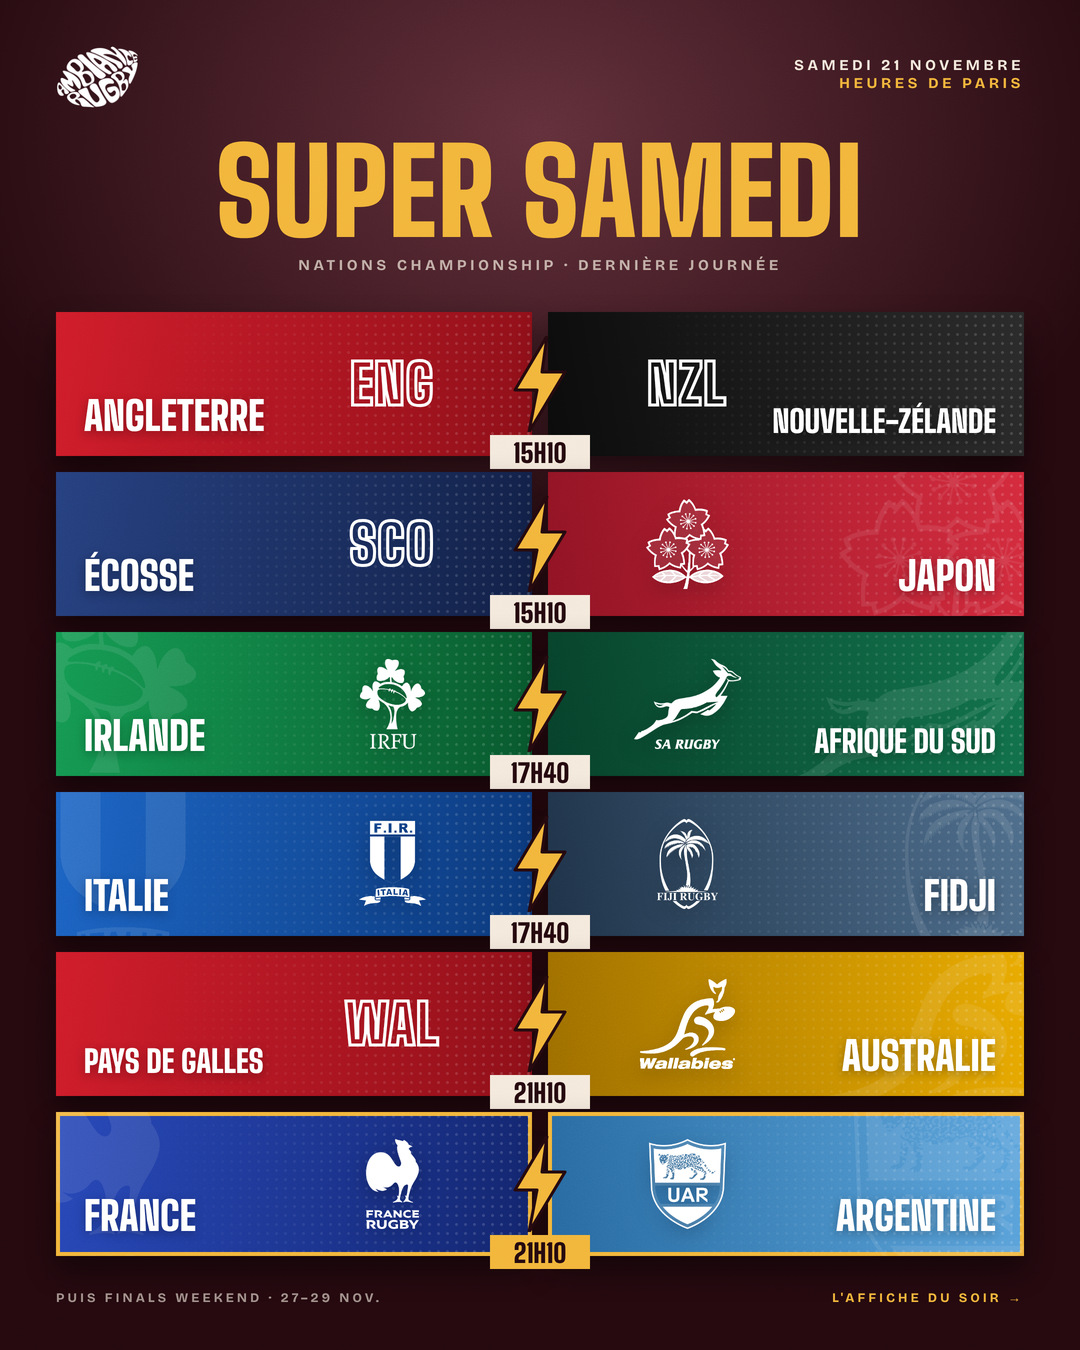 AMBIANCE
RUGBY
SAMEDI 21 NOVEMBRE
HEURES DE PARIS
SUPER SAMEDI
NATIONS CHAMPIONSHIP · DERNIÈRE JOURNÉE
ANGLETERRE
ENG
NZL
NOUVELLE-ZÉLANDE
15H10
ÉCOSSE
SCO
JAPON
15H10
IRLANDE
IRFU
SA RUGBY
AFRIQUE DU SUD
17H40
ITALIE
F.I.R.
ITALIA
FIJI RUGBY
FIDJI
17H40
PAYS DE GALLES
WAL
Wallabies
AUSTRALIE
21H10
FRANCE
FRANCE
RUGBY
UAR
ARGENTINE
21H10
PUIS FINALS WEEKEND · 27–29 NOV.
L'AFFICHE DU SOIR →